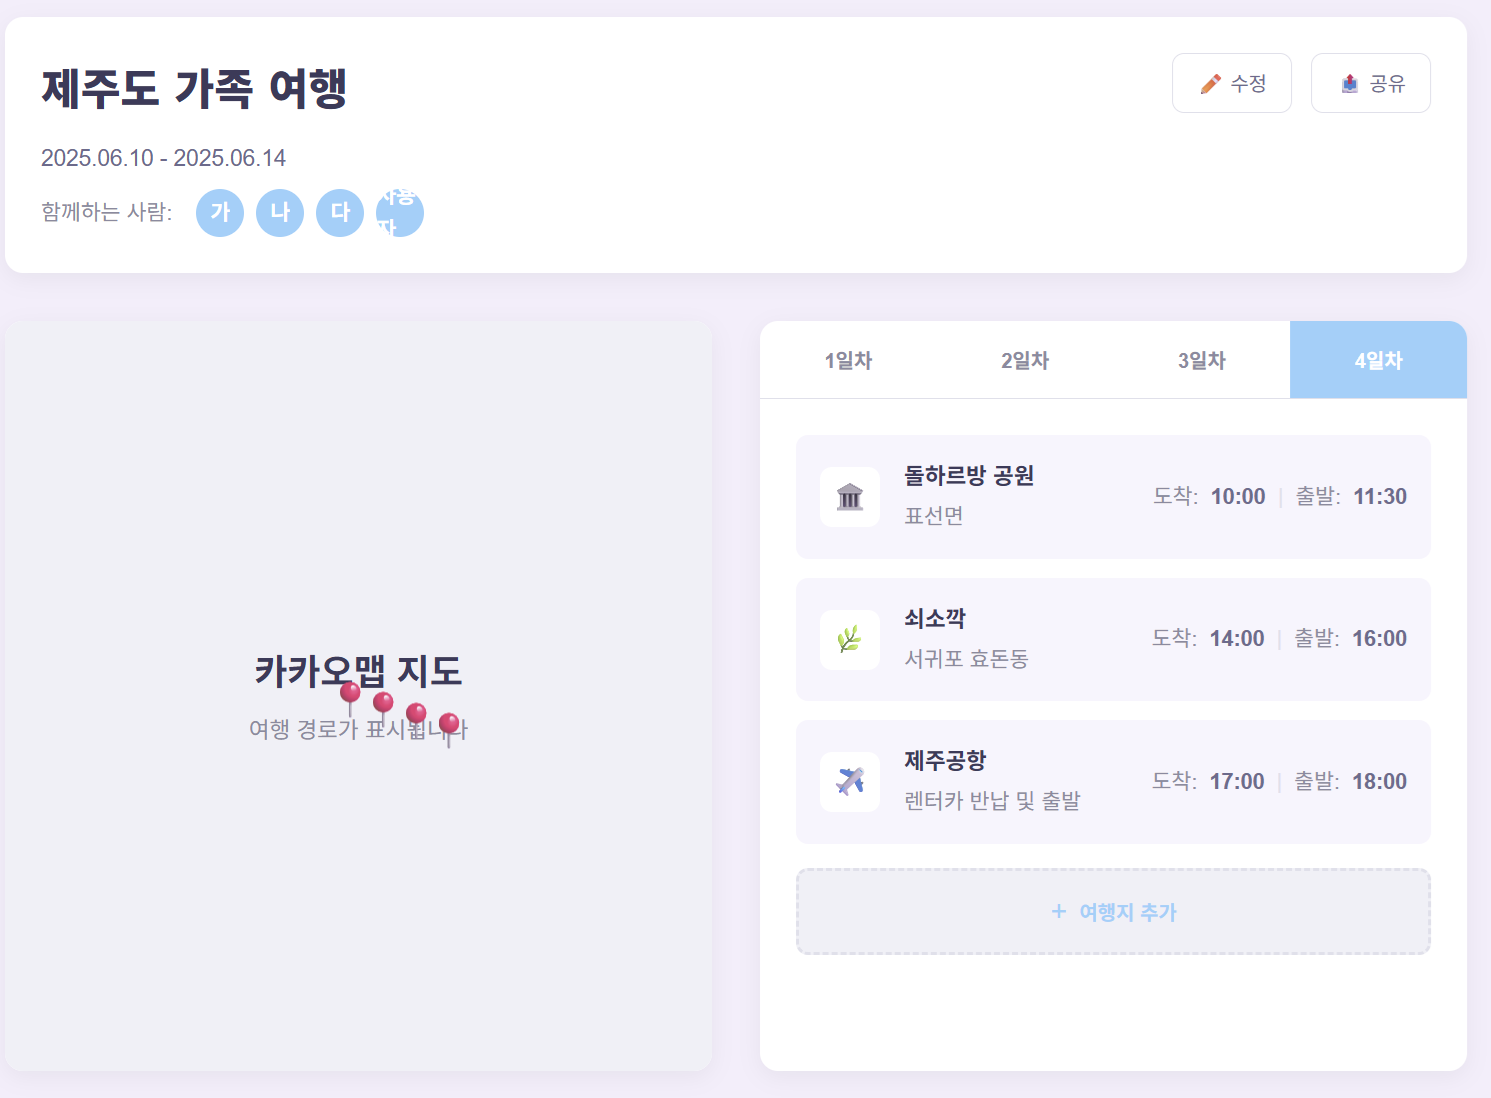 제주도 가족 여행
수정
공유
2025.06.10 - 2025.06.14
함께하는 사람:
가
나
다
카카오맵 지도
여행 경로가 표시됩니다
1일차
2일차
3일차
4일차
돌하르방 공원
표선면
도착: 10:00 | 출발: 11:30
쇠소깍
서귀포 효돈동
도착: 14:00 | 출발: 16:00
제주공항
렌터카 반납 및 출발
도착: 17:00 | 출발: 18:00
+ 여행지 추가